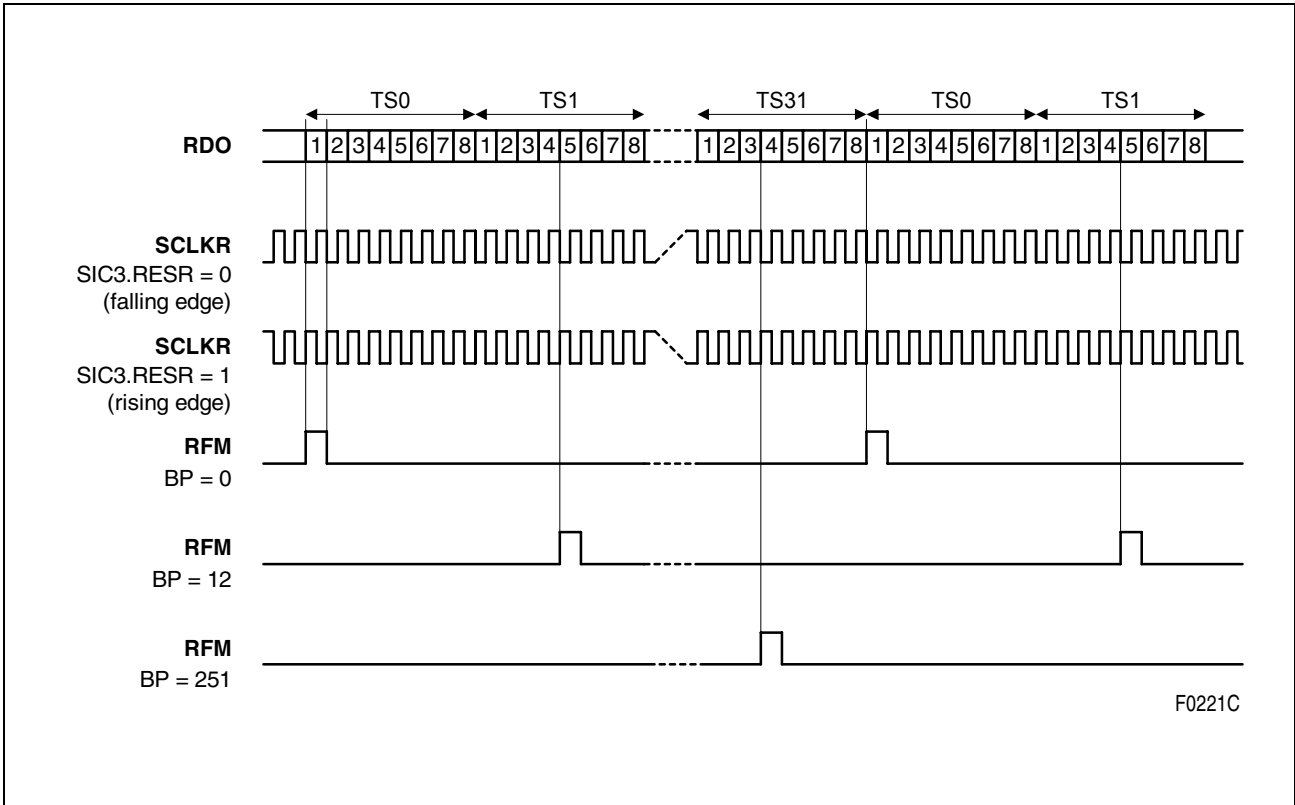 TS0 TS1 TS31 TS0 TS1
RDO 1 2 3 4 5 6 7 8 1 2 3 4 5 6 7 8 1 2 3 4 5 6 7 8 1 2 3 4 5 6 7 8 1 2 3 4 5 6 7 8
SCLKR
SIC3.RESR = 0
(falling edge)
SCLKR
SIC3.RESR = 1
(rising edge)
RFM
BP = 0
RFM
BP = 12
RFM
BP = 251
F0221C